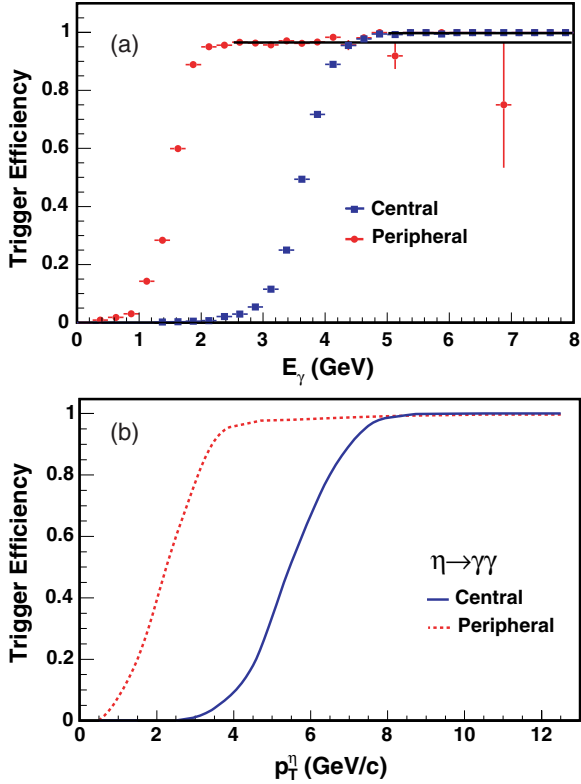 (a)
Trigger Efficiency
1
0.8
0.6
0.4
0.2
0
Central
Peripheral
0 1 2 3 4 5 6 7 8
E_γ (GeV)
(b)
Trigger Efficiency
1
0.8
0.6
0.4
0.2
0
η→γγ
Central
Peripheral
0 2 4 6 8 10 12
p_T^η (GeV/c)